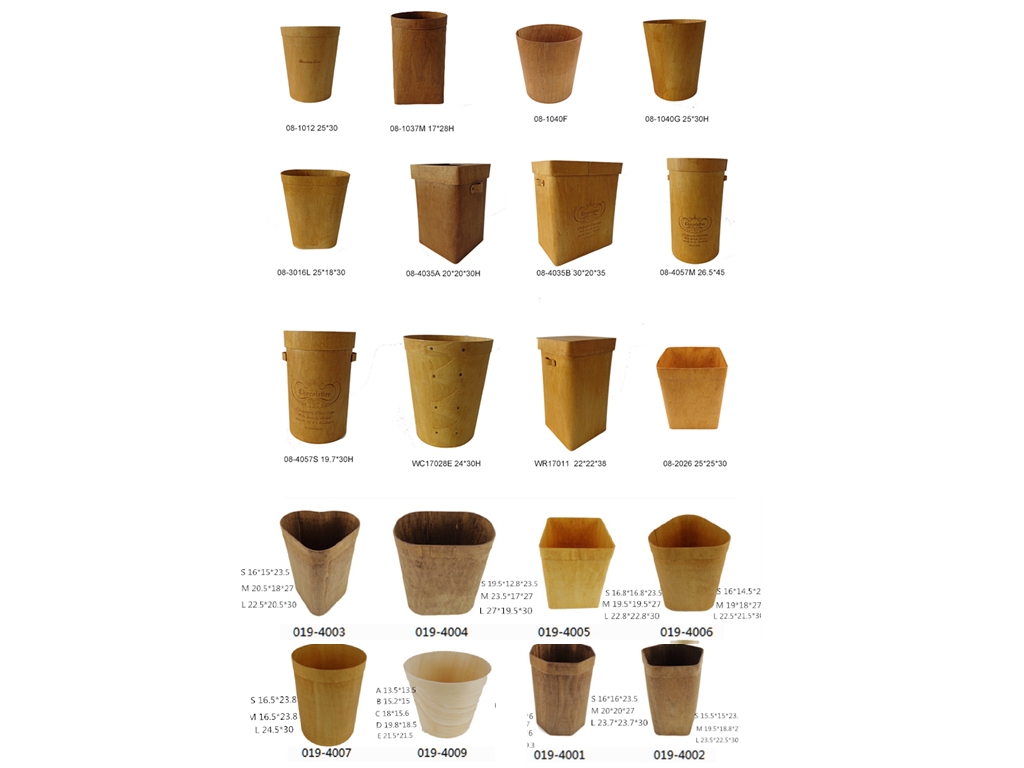 08-1012 25*30
08-1037M 17*28H
08-1040F
08-1040G 25*30H
08-3016L 25*18*30
08-4035A 20*20*30H
08-4035B 30*20*35
08-4057M 26.5*45
08-4057S 19.7*30H
WC17028E 24*30H
WR17011 22*22*38
08-2026 25*25*30
S 16*15*23.5
M 20.5*18*27
L 22.5*20.5*30
019-4003
S 19.5*12.8*23.5
M 23.5*17*27
L 27*19.5*30
019-4004
S 16.8*16.8*23.5
M 19.5*19.5*27
L 22.8*22.8*30
019-4005
S 16*14.5*2
M 19*18*27
L 22.5*21.5*3
019-4006
S 16.5*23.8
M 16.5*23.8
L 24.5*30
019-4007
A 13.5*13.5
B 15.2*15
C 18*15.6
D 19.8*18.5
E 21.5*21.5
019-4009
S 16*16*23.5
M 20*20*27
L 23.7*23.7*30
019-4001
S 15.5*15*23.
M 19.5*18.8*2
L 23.5*22.5*30
019-4002